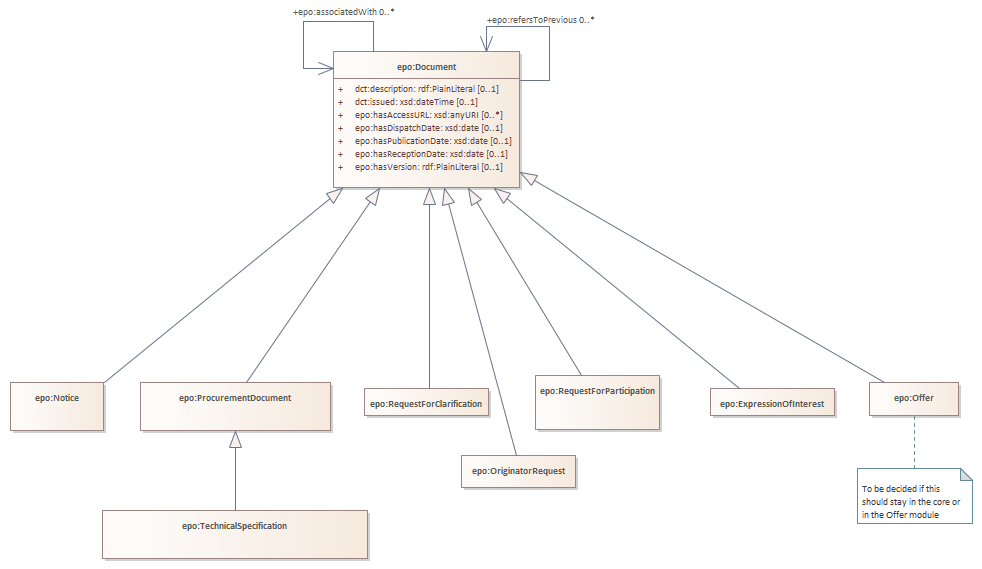 +epo:associatedWith 0..*
+epo:refersToPrevious 0..*
epo:Document
+ dct:description: rdf:PlainLiteral [0..1]
+ dct:issued: xsd:dateTime [0..1]
+ epo:hasAccessURL: xsd:anyURI [0..*]
+ epo:hasDispatchDate: xsd:date [0..1]
+ epo:hasPublicationDate: xsd:date [0..1]
+ epo:hasReceptionDate: xsd:date [0..1]
+ epo:hasVersion: rdf:PlainLiteral [0..1]
epo:Notice
epo:ProcurementDocument
epo:RequestForClarification
epo:RequestForParticipation
epo:ExpressionOfInterest
epo:Offer
epo:OriginatorRequest
To be decided if this
should stay in the core or
in the Offer module
epo:TechnicalSpecification